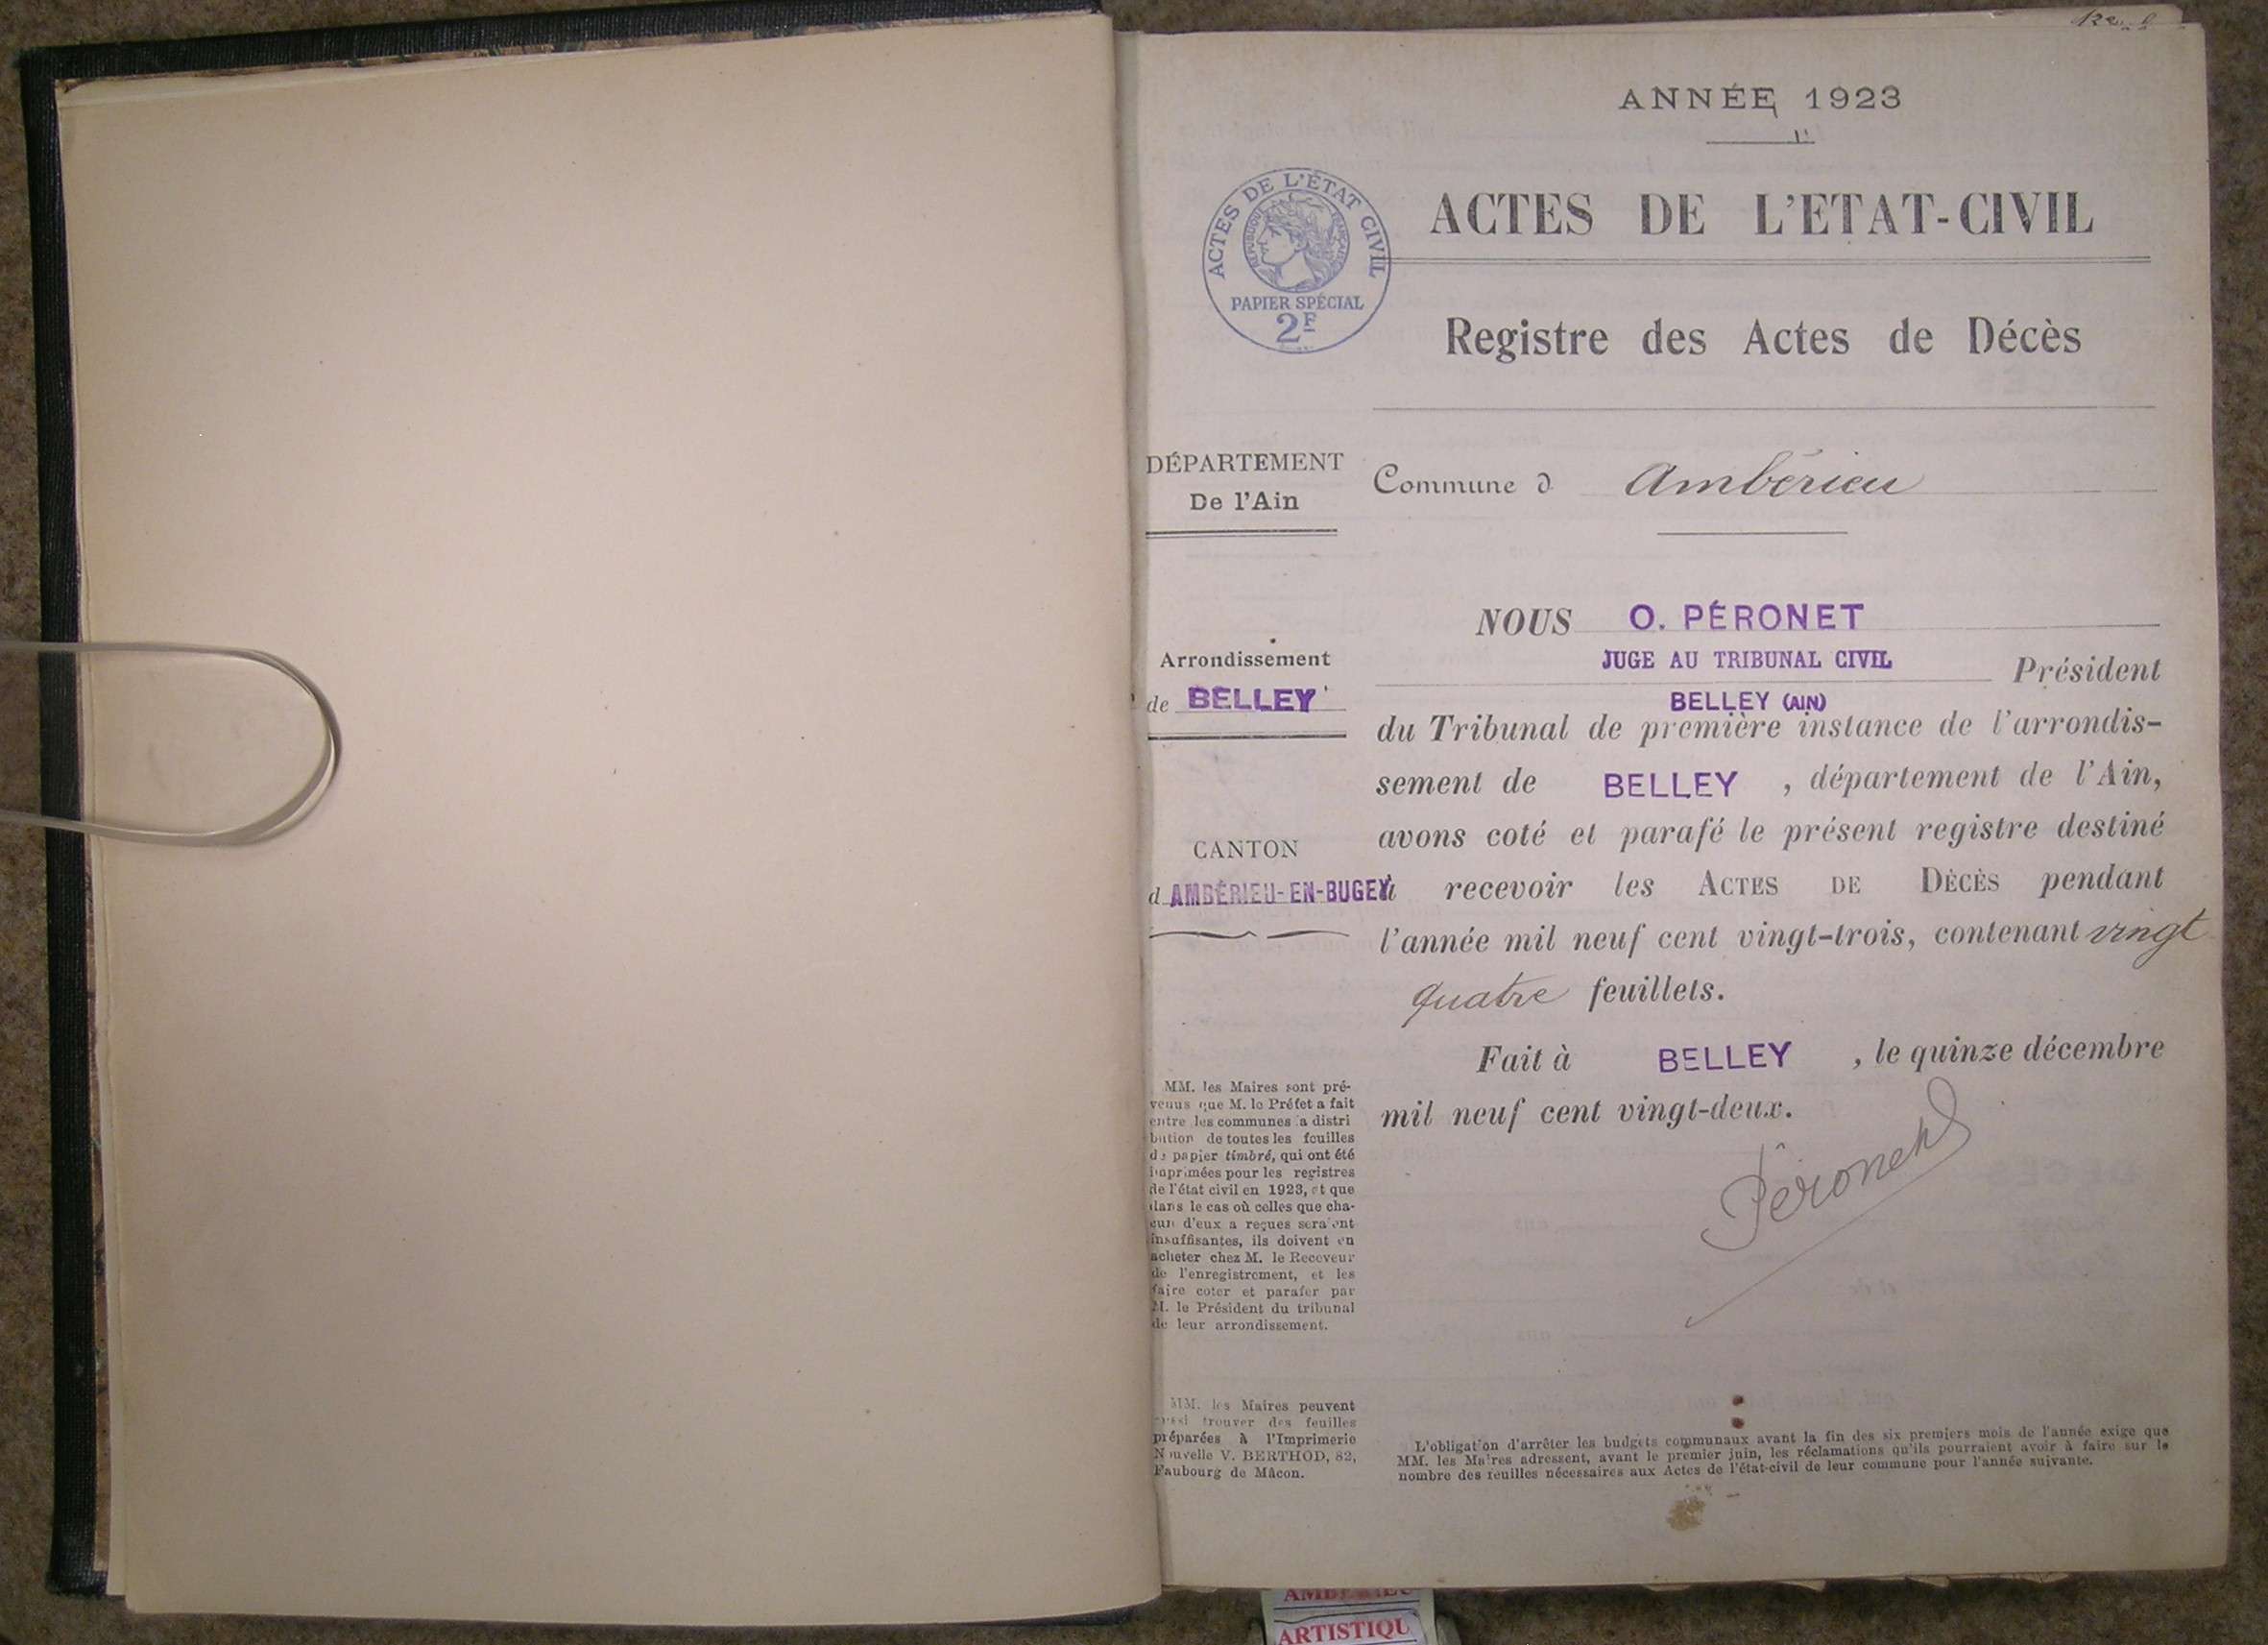 ANNÉE 1923
ACTES DE L'ÉTAT CIVIL
RÉPUBLIQUE FRANÇAISE
PAPIER SPÉCIAL
2F
ACTES DE L'ETAT-CIVIL
Registre des Actes de Décès
DÉPARTEMENT
De l'Ain
Commune d Ambérieu
Arrondissement
de BELLEY
CANTON
d AMBÉRIEU-EN-BUGEY
NOUS O. PÉRONET
JUGE AU TRIBUNAL CIVIL Président
BELLEY (AIN)
du Tribunal de première instance de l'arrondis-
sement de BELLEY, département de l'Ain,
avons coté et parafé le présent registre destiné
à recevoir les ACTES DE DÉCÈS pendant
l'année mil neuf cent vingt-trois, contenant vingt
quatre feuillets.
Fait à BELLEY, le quinze décembre
mil neuf cent vingt-deux.
Péronet
MM. les Maires sont pré-
venus que M. le Préfet a fait
entre les communes la distri
bution de toutes les feuilles
de papier timbré, qui ont été
imprimées pour les registres
de l'état civil en 1923, et que
dans le cas où celles que cha-
cun d'eux a reçues seraient
insuffisantes, ils doivent en
acheter chez M. le Receveur
de l'enregistrement, et les
faire coter et parafer par
M. le Président du tribunal
de leur arrondissement.
MM. les Maires peuvent
aussi trouver des feuilles
préparées à l'Imprimerie
Nouvelle V. BERTHOD, 82,
Faubourg de Mâcon.
L'obligation d'arrêter les budgets communaux avant la fin des six premiers mois de l'année exige que
MM. les Maires adressent, avant le premier juin, les réclamations qu'ils pourraient avoir à faire sur le
nombre des feuilles nécessaires aux Actes de l'état-civil de leur commune pour l'année suivante.
AMBERIEU
ARTISTIQU